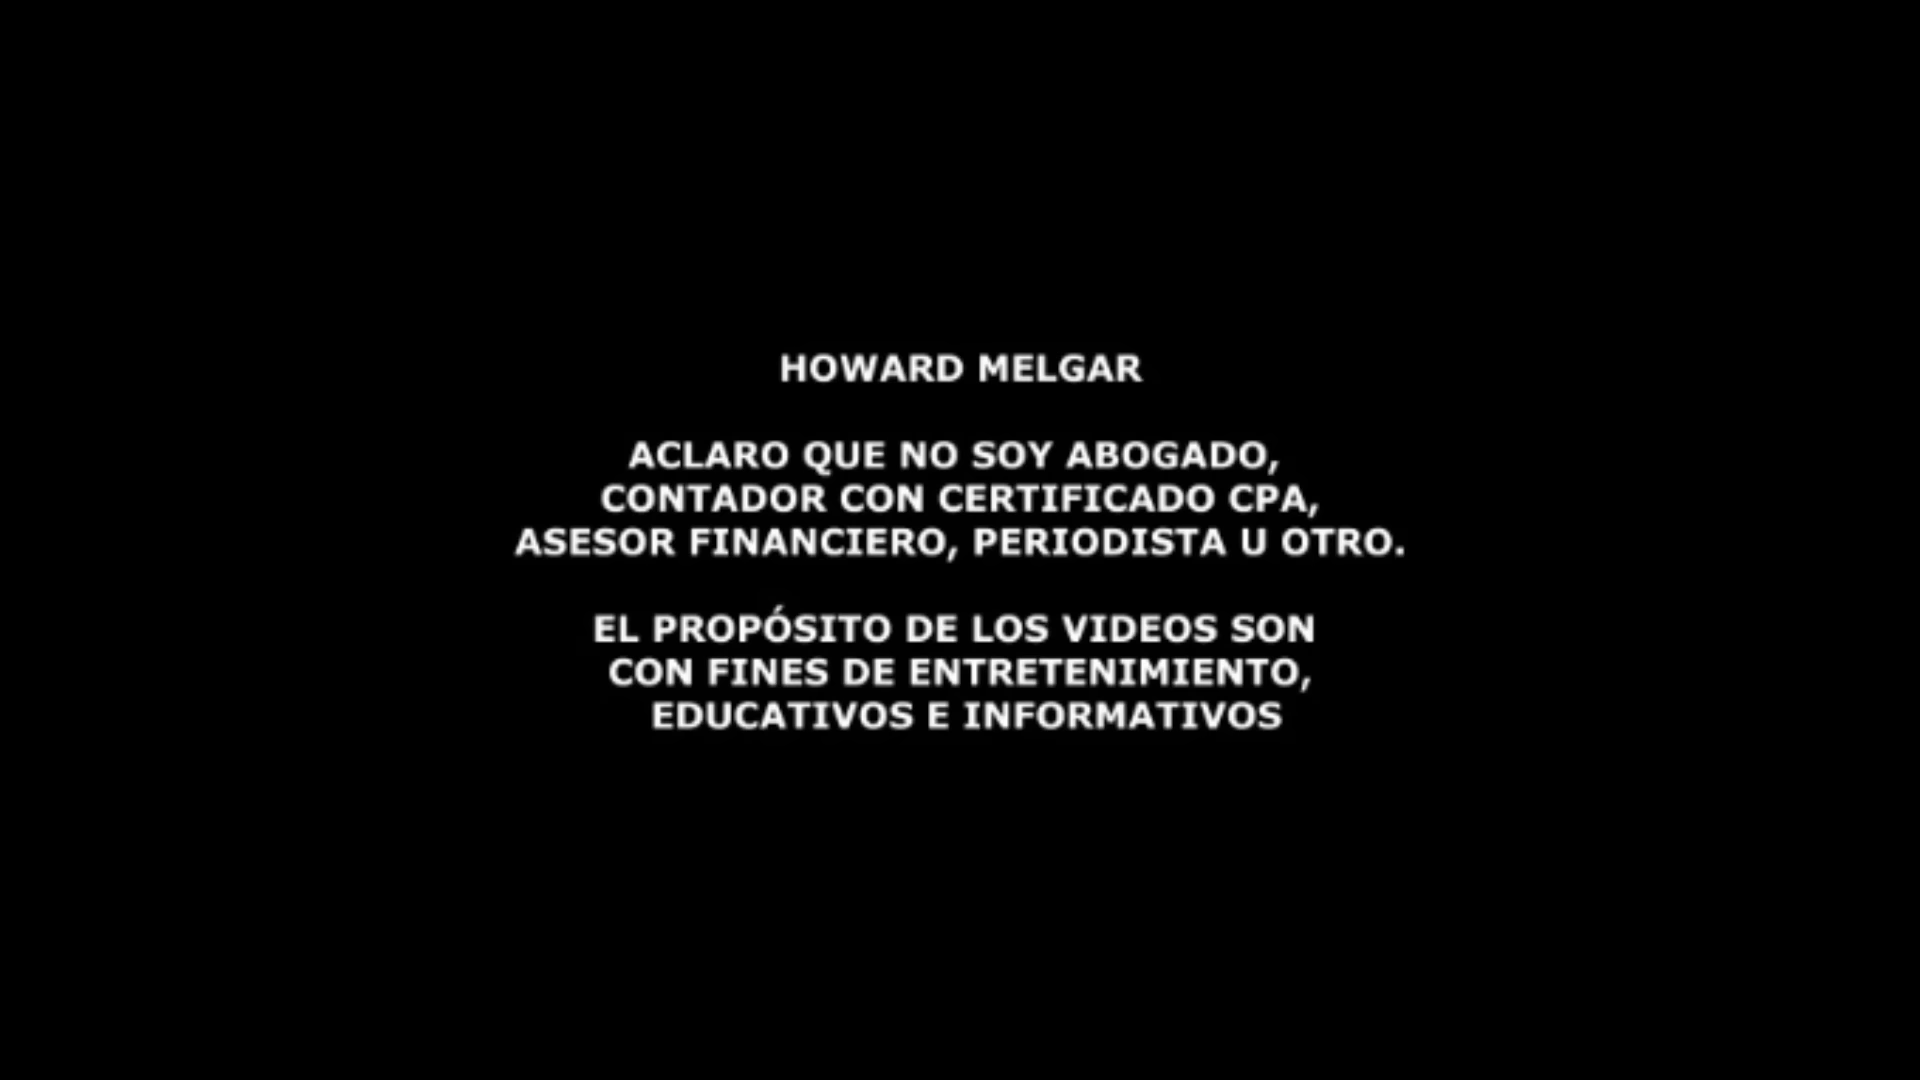 HOWARD MELGAR
ACLARO QUE NO SOY ABOGADO,
CONTADOR CON CERTIFICADO CPA,
ASESOR FINANCIERO, PERIODISTA U OTRO.
EL PROPÓSITO DE LOS VIDEOS SON
CON FINES DE ENTRETENIMIENTO,
EDUCATIVOS E INFORMATIVOS